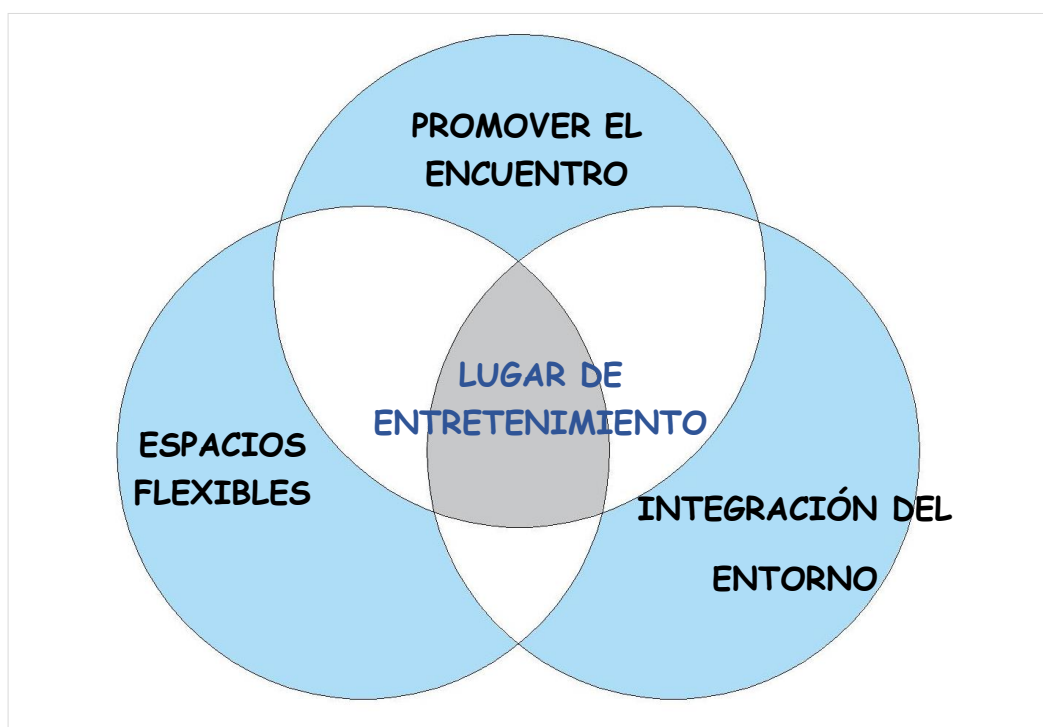 PROMOVER EL
ENCUENTRO
LUGAR DE
ENTRETENIMIENTO
ESPACIOS
FLEXIBLES
INTEGRACIÓN DEL
ENTORNO